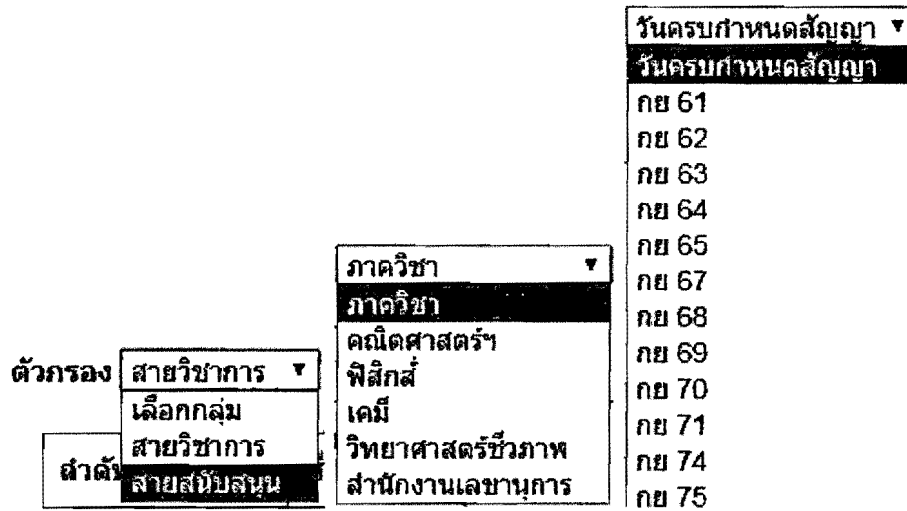 วันครบกำหนดสัญญา
วันครบกำหนดสัญญา
กย 61
กย 62
กย 63
กย 64
กย 65
กย 67
กย 68
กย 69
กย 70
กย 71
กย 74
กย 75
ภาควิชา
ภาควิชา
คณิตศาสตร์ฯ
ฟิสิกส์
เคมี
วิทยาศาสตร์ชีวภาพ
สำนักงานเลขานุการ
ตัวกรอง สายวิชาการ
เลือกกลุ่ม
สายวิชาการ
สายสนับสนุน